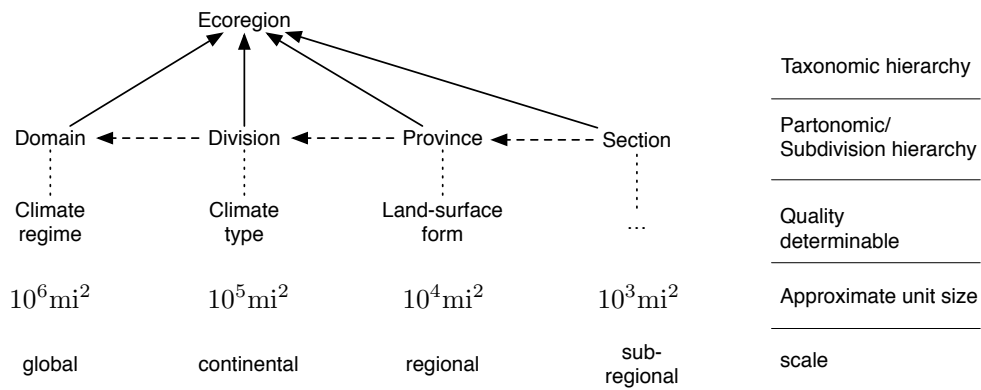 Ecoregion
Taxonomic hierarchy
Domain Division Province Section
Partonomic/
Subdivision hierarchy
Climate
regime
Climate
type
Land-surface
form
...
Quality
determinable
10⁶mi² 10⁵mi² 10⁴mi² 10³mi² Approximate unit size
global continental regional sub-
regional
scale